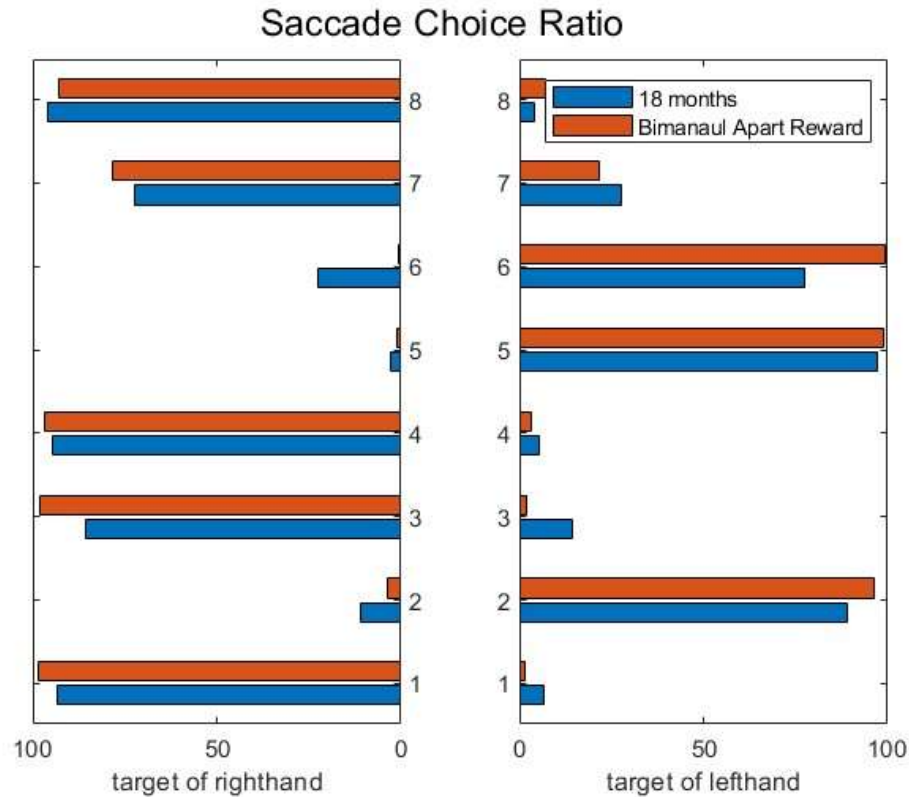 Saccade Choice Ratio
8
7
6
5
4
3
2
1
100 50 0
target of righthand
8
7
6
5
4
3
2
1
0 50 100
target of lefthand
18 months
Bimanaul Apart Reward